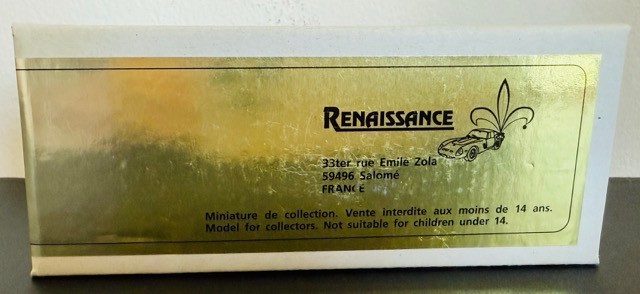 RENAISSANCE
33ter rue Emile Zola
59496 Salomé
FRANCE
Miniature de collection. Vente interdite aux moins de 14 ans.
Model for collectors. Not suitable for children under 14.